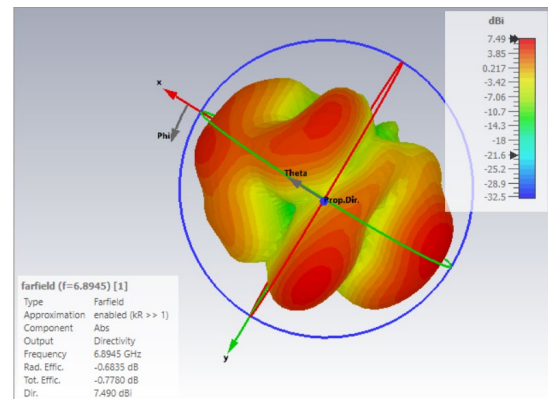 dBi
7.49
3.85
0.217
-3.42
-7.06
-10.7
-14.3
-18
-21.6
-25.2
-28.9
-32.5
x
Phi
Theta
Prop.Dir.
y
farfield (f=6.8945) [1]
Type Farfield
Approximation enabled (kR >> 1)
Component Abs
Output Directivity
Frequency 6.8945 GHz
Rad. Effic. -0.6835 dB
Tot. Effic. -0.7780 dB
Dir. 7.490 dBi